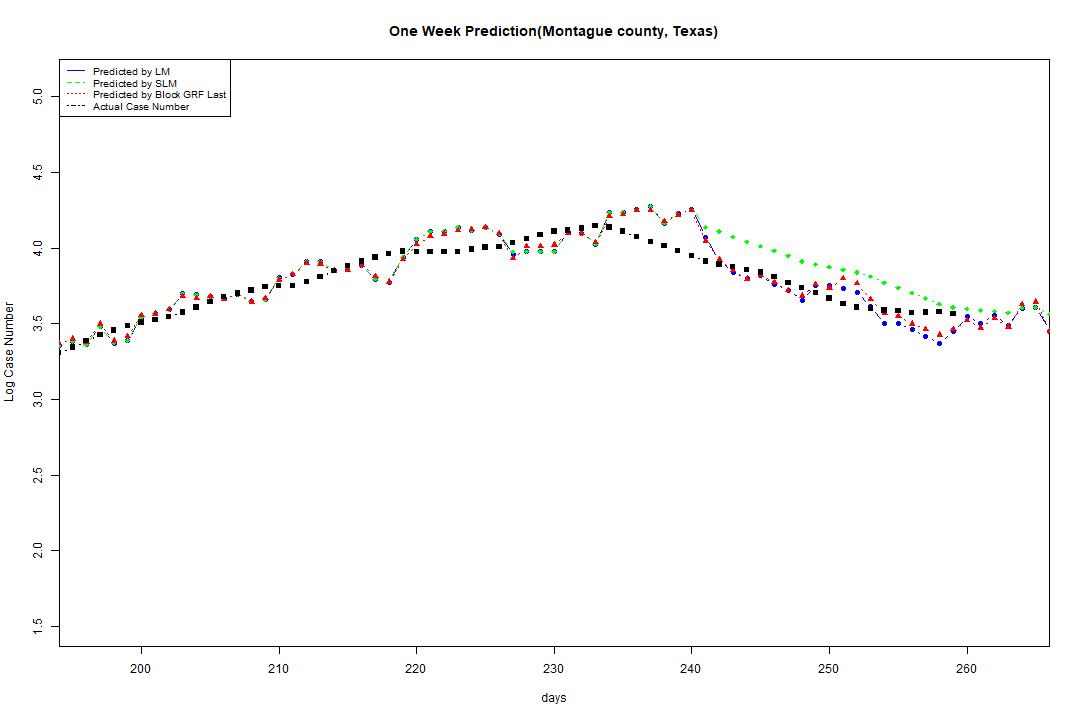 One Week Prediction(Montague county, Texas)
Predicted by LM
Predicted by SLM
Predicted by Block GRF Last
Actual Case Number
5.0
4.5
4.0
3.5
3.0
2.5
2.0
1.5
Log Case Number
200 210 220 230 240 250 260
days